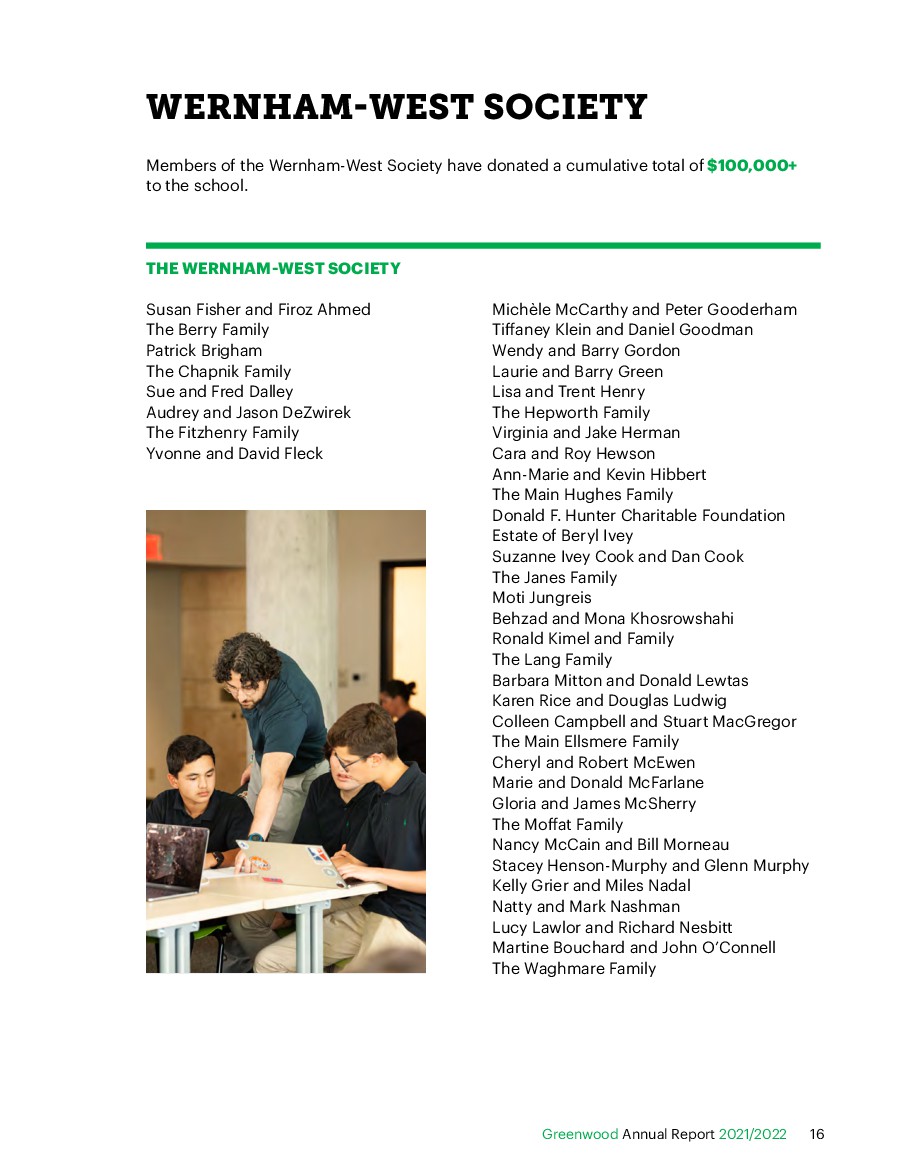 WERNHAM-WEST SOCIETY
Members of the Wernham-West Society have donated a cumulative total of $100,000+
to the school.
THE WERNHAM-WEST SOCIETY
Susan Fisher and Firoz Ahmed
The Berry Family
Patrick Brigham
The Chapnik Family
Sue and Fred Dalley
Audrey and Jason DeZwirek
The Fitzhenry Family
Yvonne and David Fleck
Michèle McCarthy and Peter Gooderham
Tiffaney Klein and Daniel Goodman
Wendy and Barry Gordon
Laurie and Barry Green
Lisa and Trent Henry
The Hepworth Family
Virginia and Jake Herman
Cara and Roy Hewson
Ann-Marie and Kevin Hibbert
The Main Hughes Family
Donald F. Hunter Charitable Foundation
Estate of Beryl Ivey
Suzanne Ivey Cook and Dan Cook
The Janes Family
Moti Jungreis
Behzad and Mona Khosrowshahi
Ronald Kimel and Family
The Lang Family
Barbara Mitton and Donald Lewtas
Karen Rice and Douglas Ludwig
Colleen Campbell and Stuart MacGregor
The Main Ellsmere Family
Cheryl and Robert McEwen
Marie and Donald McFarlane
Gloria and James McSherry
The Moffat Family
Nancy McCain and Bill Morneau
Stacey Henson-Murphy and Glenn Murphy
Kelly Grier and Miles Nadal
Natty and Mark Nashman
Lucy Lawlor and Richard Nesbitt
Martine Bouchard and John O’Connell
The Waghmare Family
Greenwood Annual Report 2021/2022 16